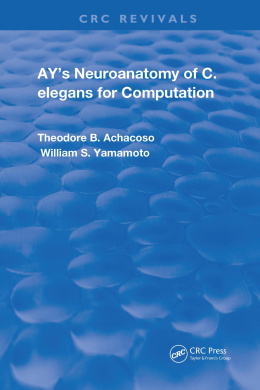 CRC REVIVALS
AY's Neuroanatomy of C.
elegans for Computation
Theodore B. Achacoso
William S. Yamamoto
CRC
CRC Press
Taylor & Francis Group